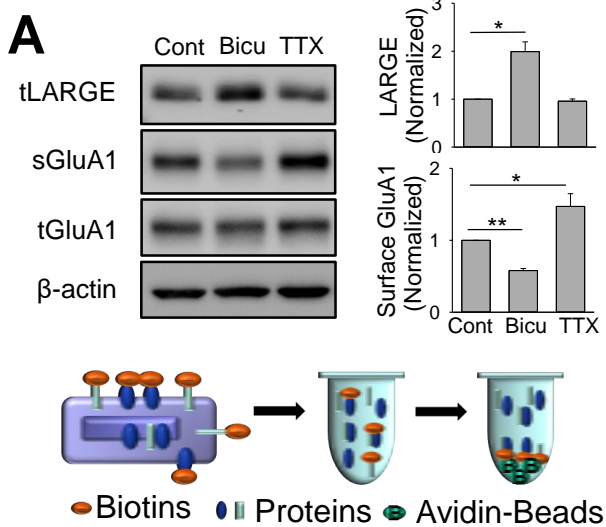 A
Cont Bicu TTX
tLARGE
sGluA1
tGluA1
β-actin
LARGE
(Normalized)
3
2
1
0
*
Surface GluA1
(Normalized)
2
1
0
*
**
Cont Bicu TTX
Biotins Proteins Avidin-Beads